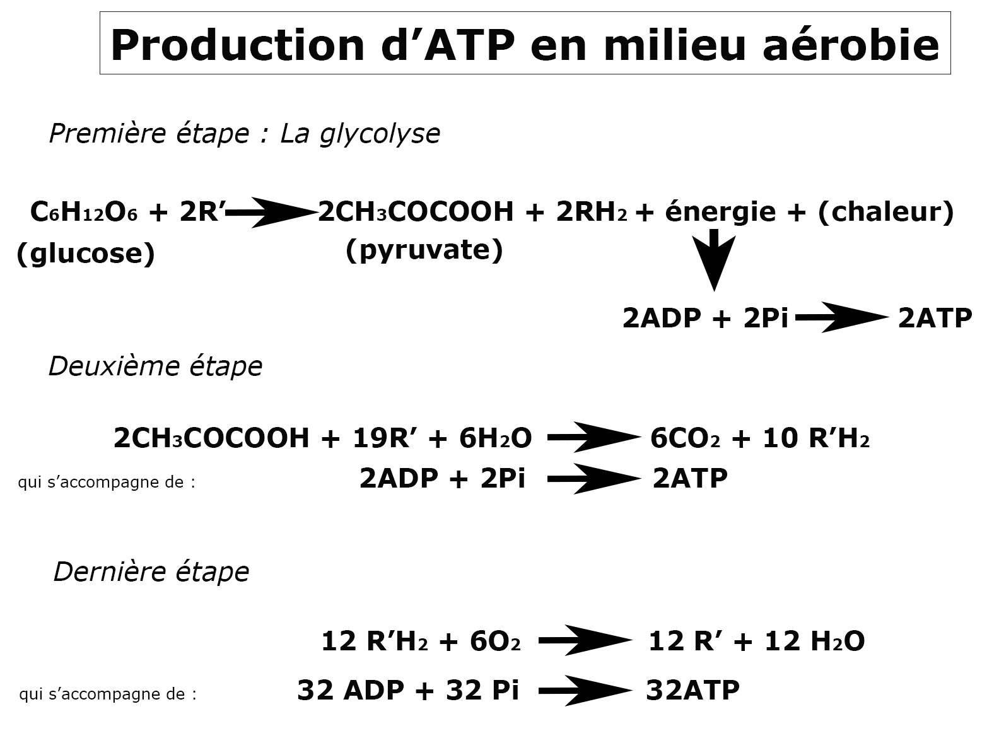 Production d’ATP en milieu aérobie
Première étape : La glycolyse
C₆H₁₂O₆ + 2R’ → 2CH₃COCOOH + 2RH₂ + énergie + (chaleur)
(glucose) (pyruvate)
2ADP + 2Pi → 2ATP
Deuxième étape
2CH₃COCOOH + 19R’ + 6H₂O → 6CO₂ + 10 R’H₂
qui s’accompagne de : 2ADP + 2Pi → 2ATP
Dernière étape
12 R’H₂ + 6O₂ → 12 R’ + 12 H₂O
qui s’accompagne de : 32 ADP + 32 Pi → 32ATP